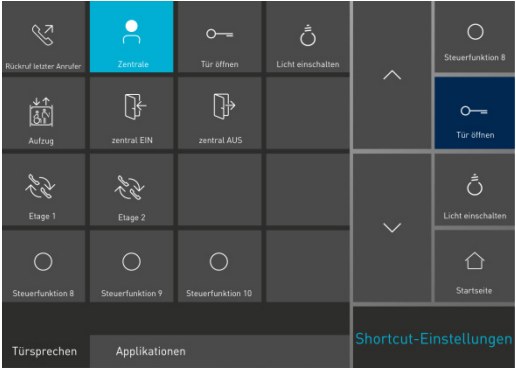 Rückruf letzter Anrufer
Zentrale
Tür öffnen
Licht einschalten
Steuerfunktion 8
Aufzug
zentral EIN
zentral AUS
Tür öffnen
Etage 1
Etage 2
Licht einschalten
Steuerfunktion 8
Steuerfunktion 9
Steuerfunktion 10
Startseite
Türsprechen
Applikationen
Shortcut-Einstellungen